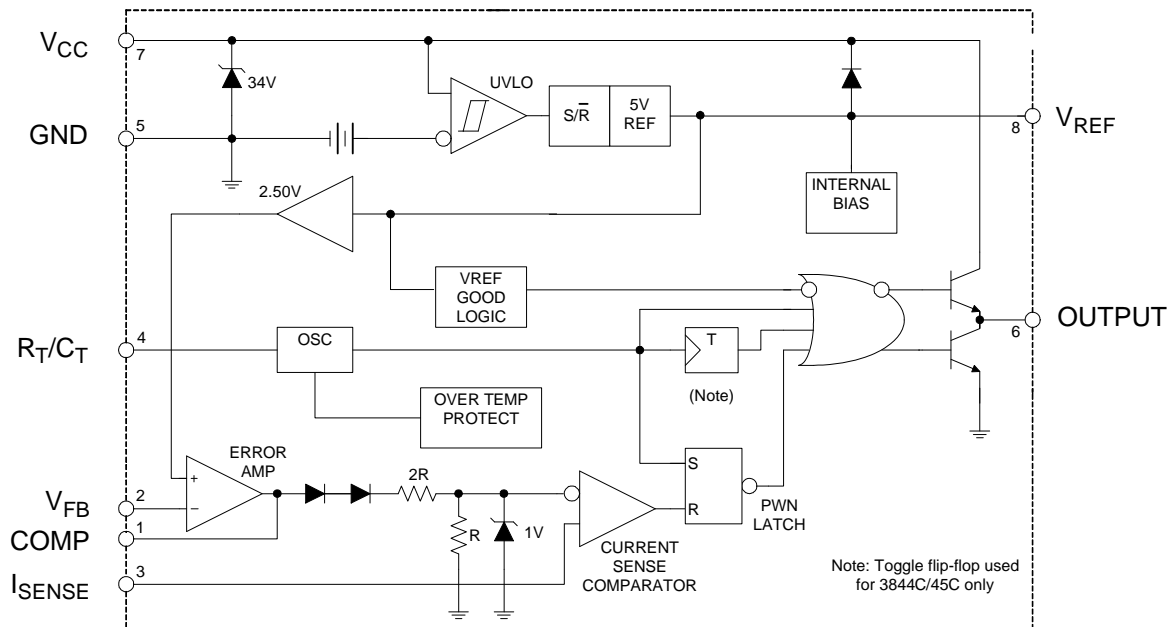 VCC
7
34V
UVLO
S/R̅
5V
REF
GND
5
8
VREF
2.50V
INTERNAL
BIAS
VREF
GOOD
LOGIC
OUTPUT
6
RT/CT
4
OSC
T
(Note)
OVER TEMP
PROTECT
ERROR
AMP
+
−
VFB
2
COMP
1
2R
R
1V
S
R
PWN
LATCH
CURRENT
SENSE
COMPARATOR
ISENSE
3
Note: Toggle flip-flop used
for 3844C/45C only